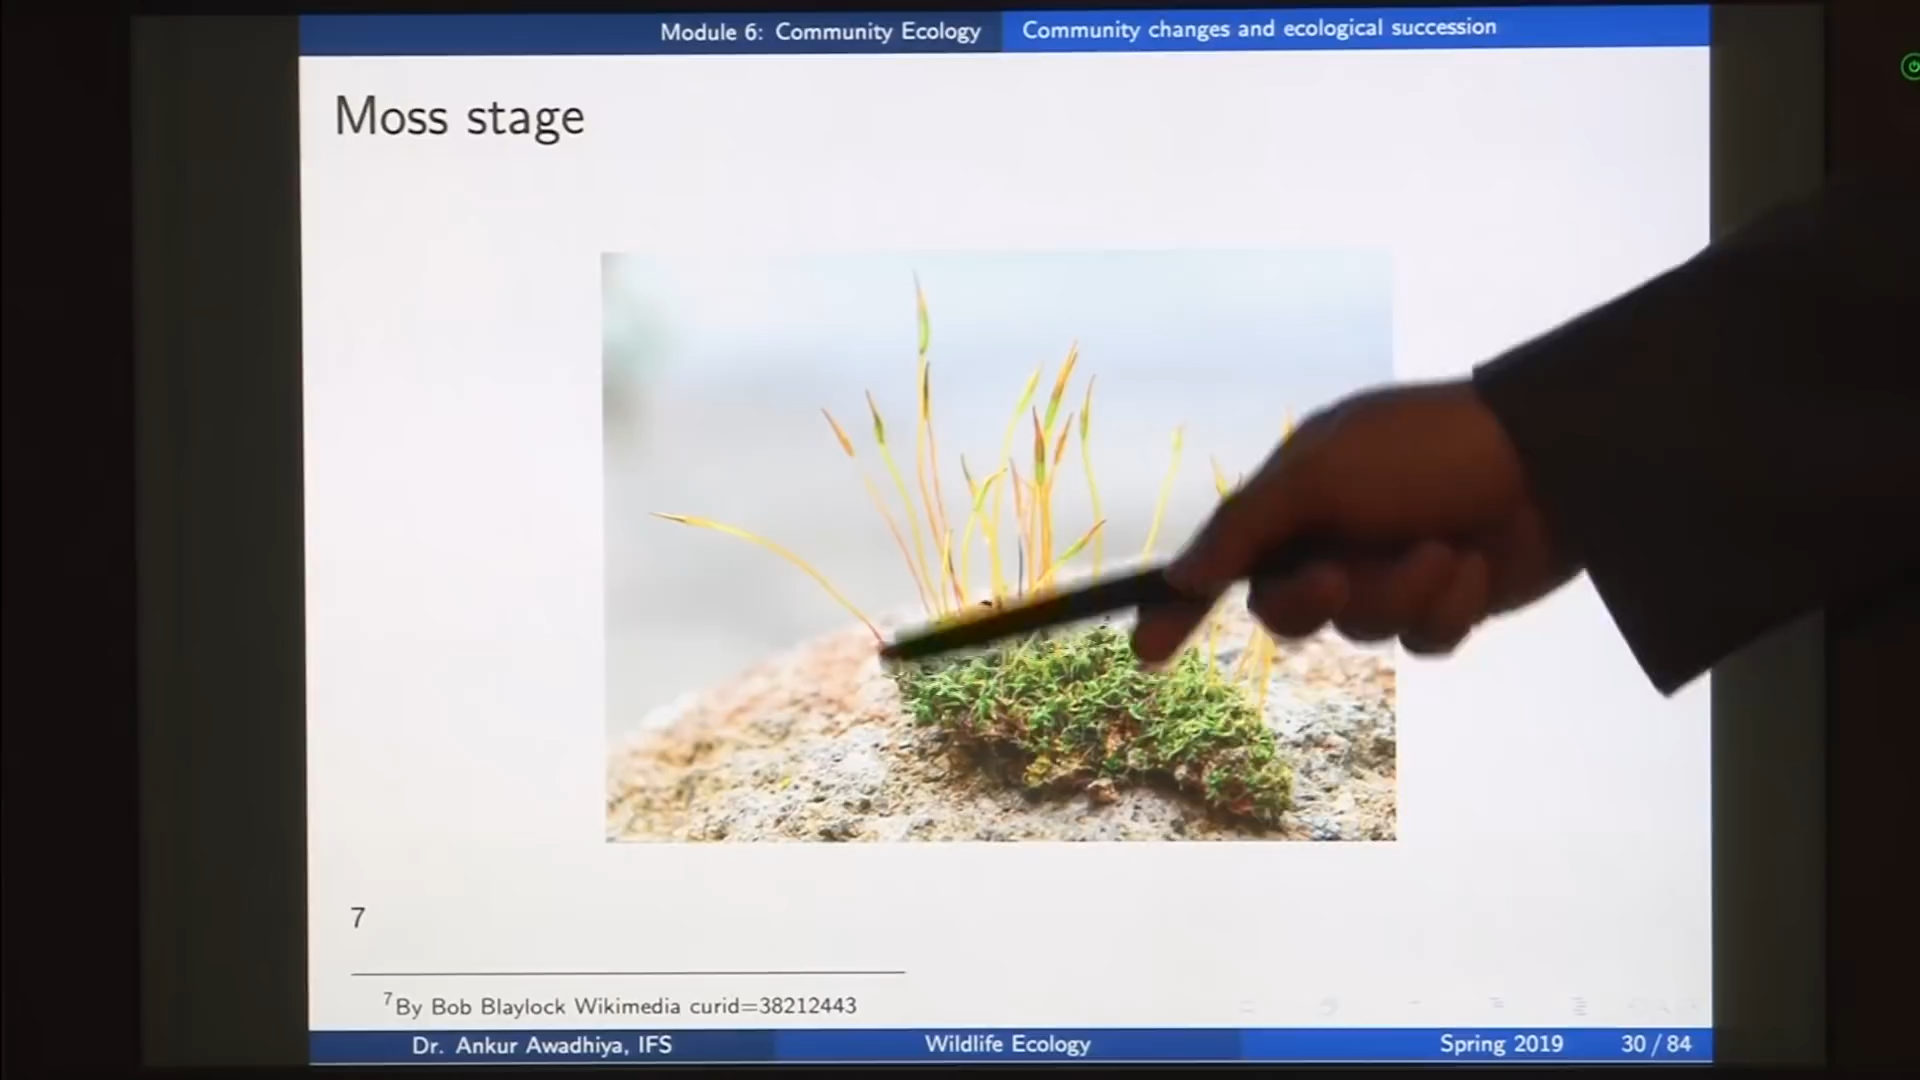 Module 6: Community Ecology
Community changes and ecological succession
Moss stage
7
7By Bob Blaylock Wikimedia curid=38212443
Dr. Ankur Awadhiya, IFS
Wildlife Ecology
Spring 2019
30 / 84